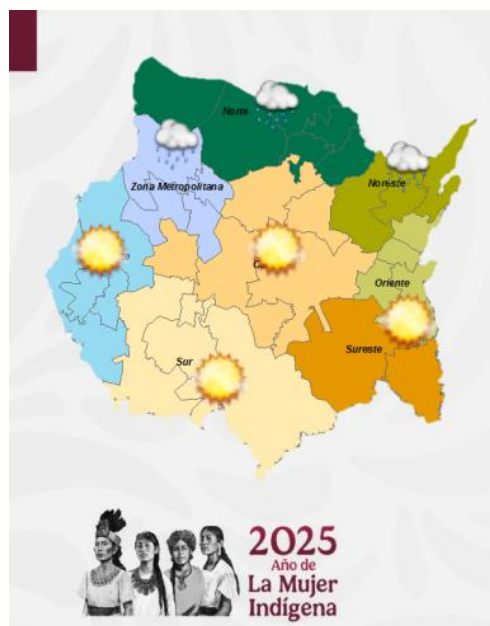 Norte
Zona Metropolitana
Noreste
Oriente
Sureste
Sur
2025
Año de
La Mujer
Indígena